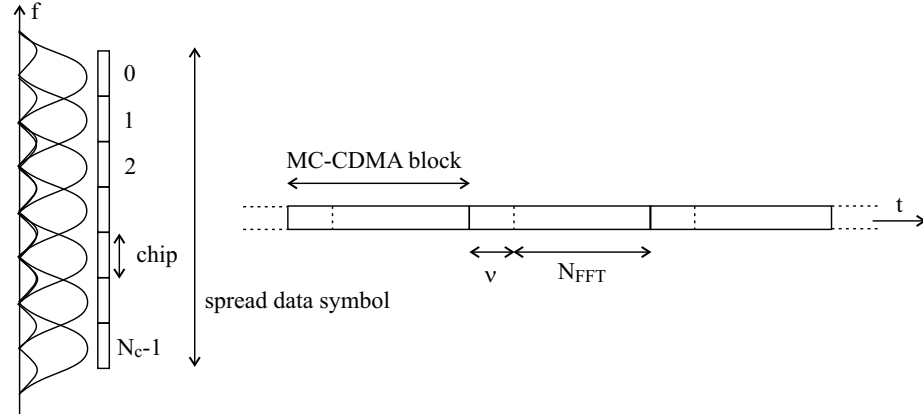 f
0
1
2
chip
N_c-1
spread data symbol
MC-CDMA block
t
ν
N_FFT